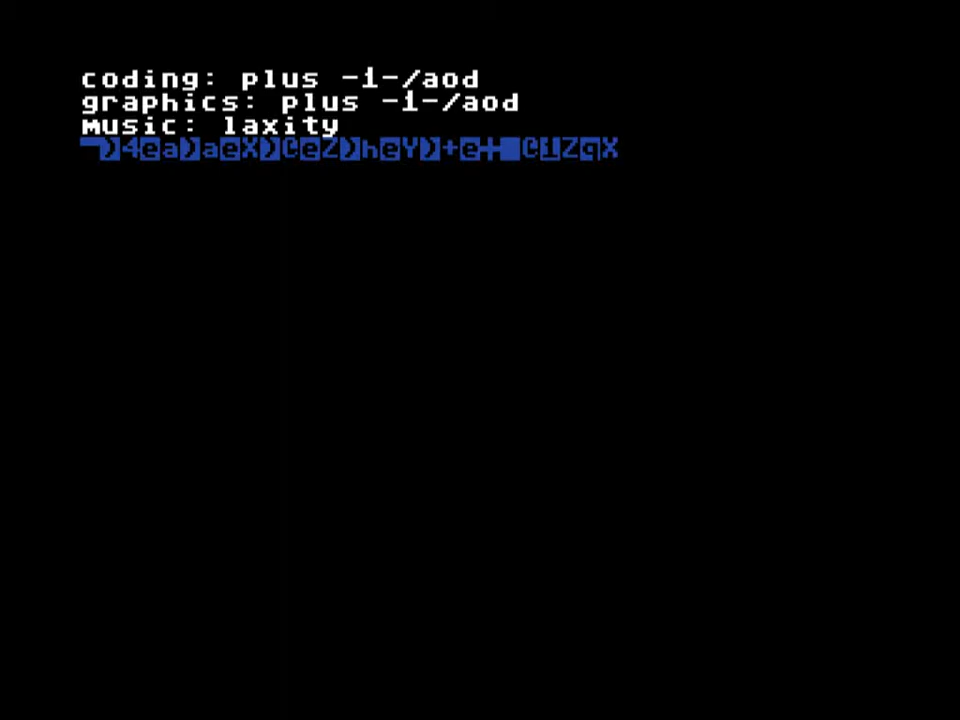 coding: plus -1-/aod
graphics: plus -1-/aod
music: laxity